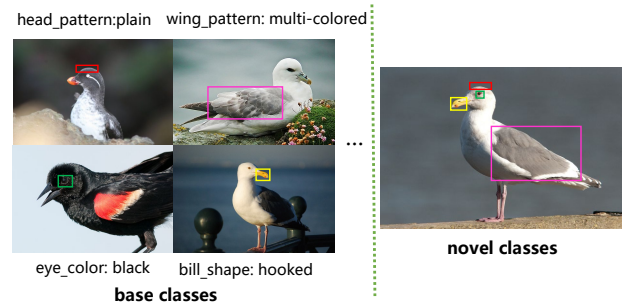 head_pattern:plain
wing_pattern: multi-colored
...
eye_color: black
bill_shape: hooked
base classes
novel classes